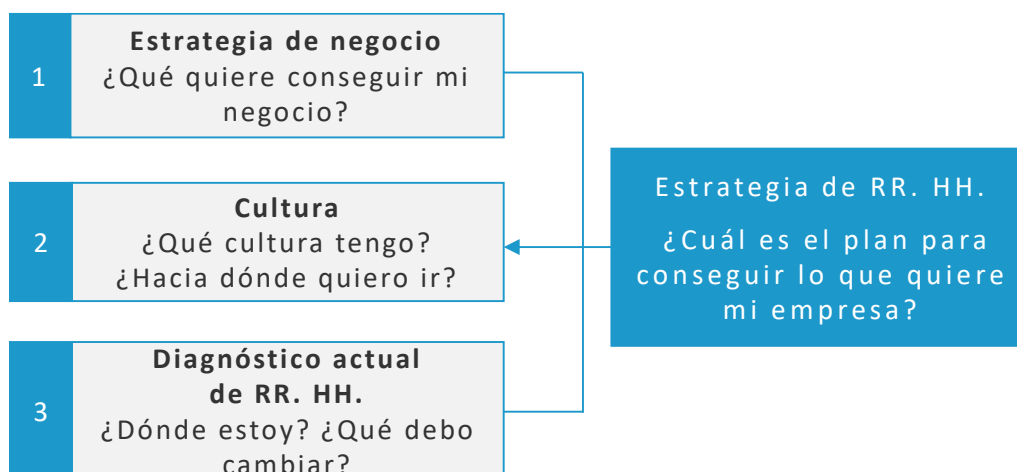 1
Estrategia de negocio
¿Qué quiere conseguir mi
negocio?
2
Cultura
¿Qué cultura tengo?
¿Hacia dónde quiero ir?
3
Diagnóstico actual
de RR. HH.
¿Dónde estoy? ¿Qué debo
cambiar?
Estrategia de RR. HH.
¿Cuál es el plan para
conseguir lo que quiere
mi empresa?